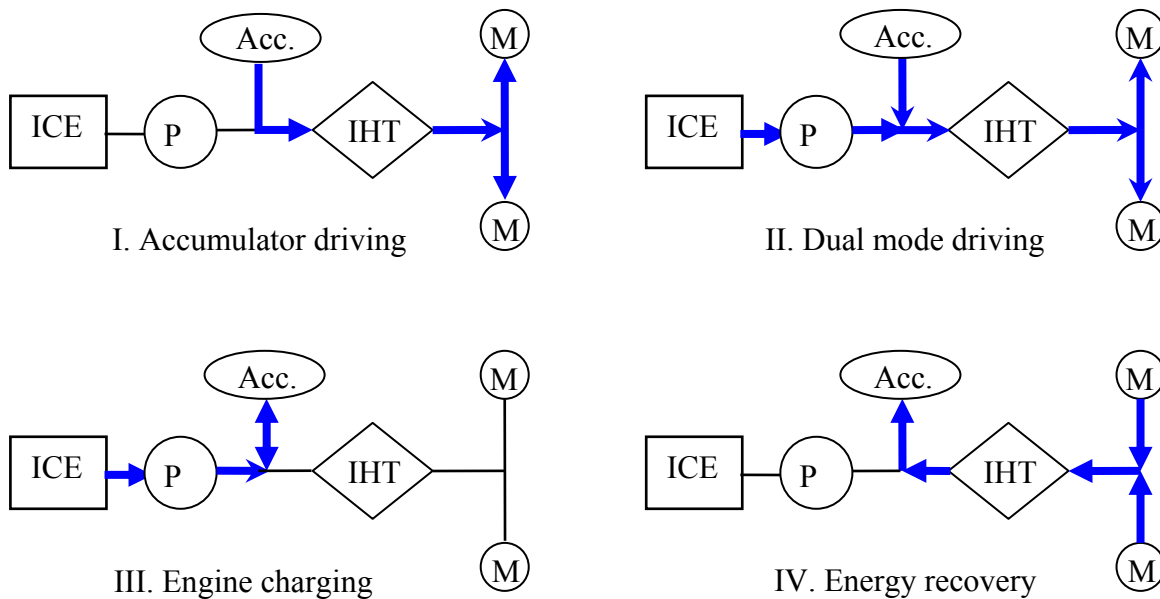 Acc.
M
ICE
P
IHT
M
I. Accumulator driving
Acc.
M
ICE
P
IHT
M
II. Dual mode driving
Acc.
M
ICE
P
IHT
M
III. Engine charging
Acc.
M
ICE
P
IHT
M
IV. Energy recovery